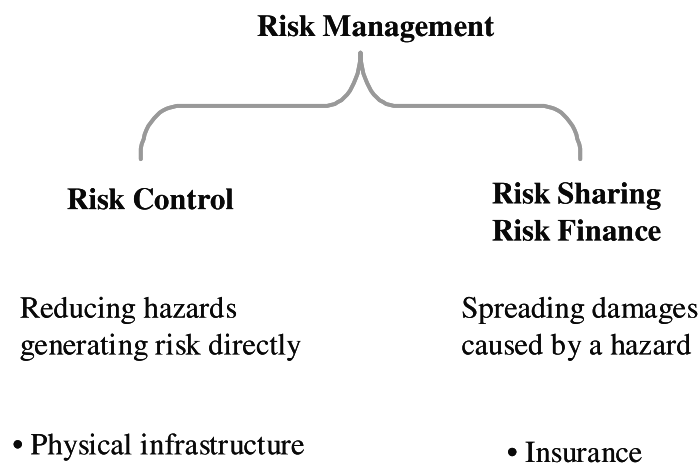 Risk Management
Risk Control
Risk Sharing
Risk Finance
Reducing hazards
generating risk directly
Spreading damages
caused by a hazard
• Physical infrastructure
• Insurance